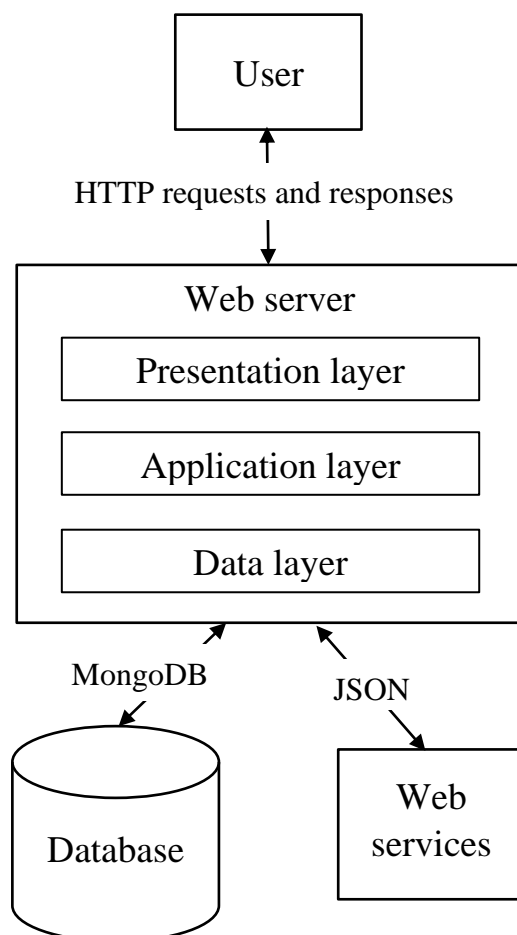 User
HTTP requests and responses
Web server
Presentation layer
Application layer
Data layer
MongoDB
JSON
Database
Web
services